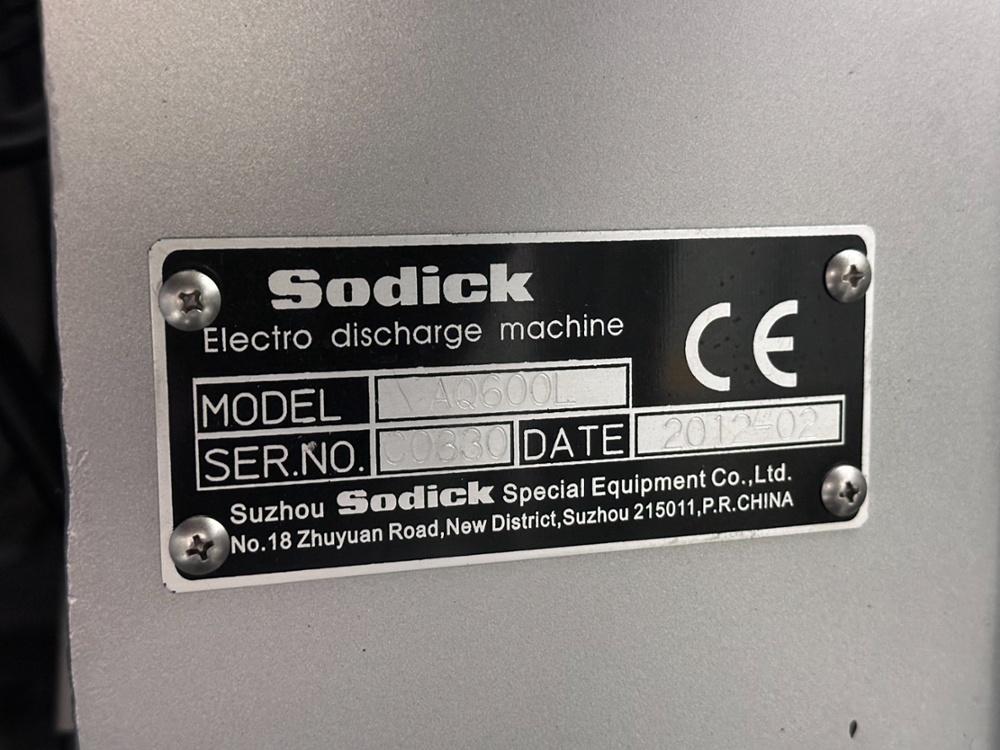 Sodick
Electro discharge machine
CE
MODEL AQ600L
SER.NO. C0330 DATE 2012-02
Suzhou Sodick Special Equipment Co.,Ltd.
No.18 Zhuyuan Road,New District,Suzhou 215011,P.R.CHINA